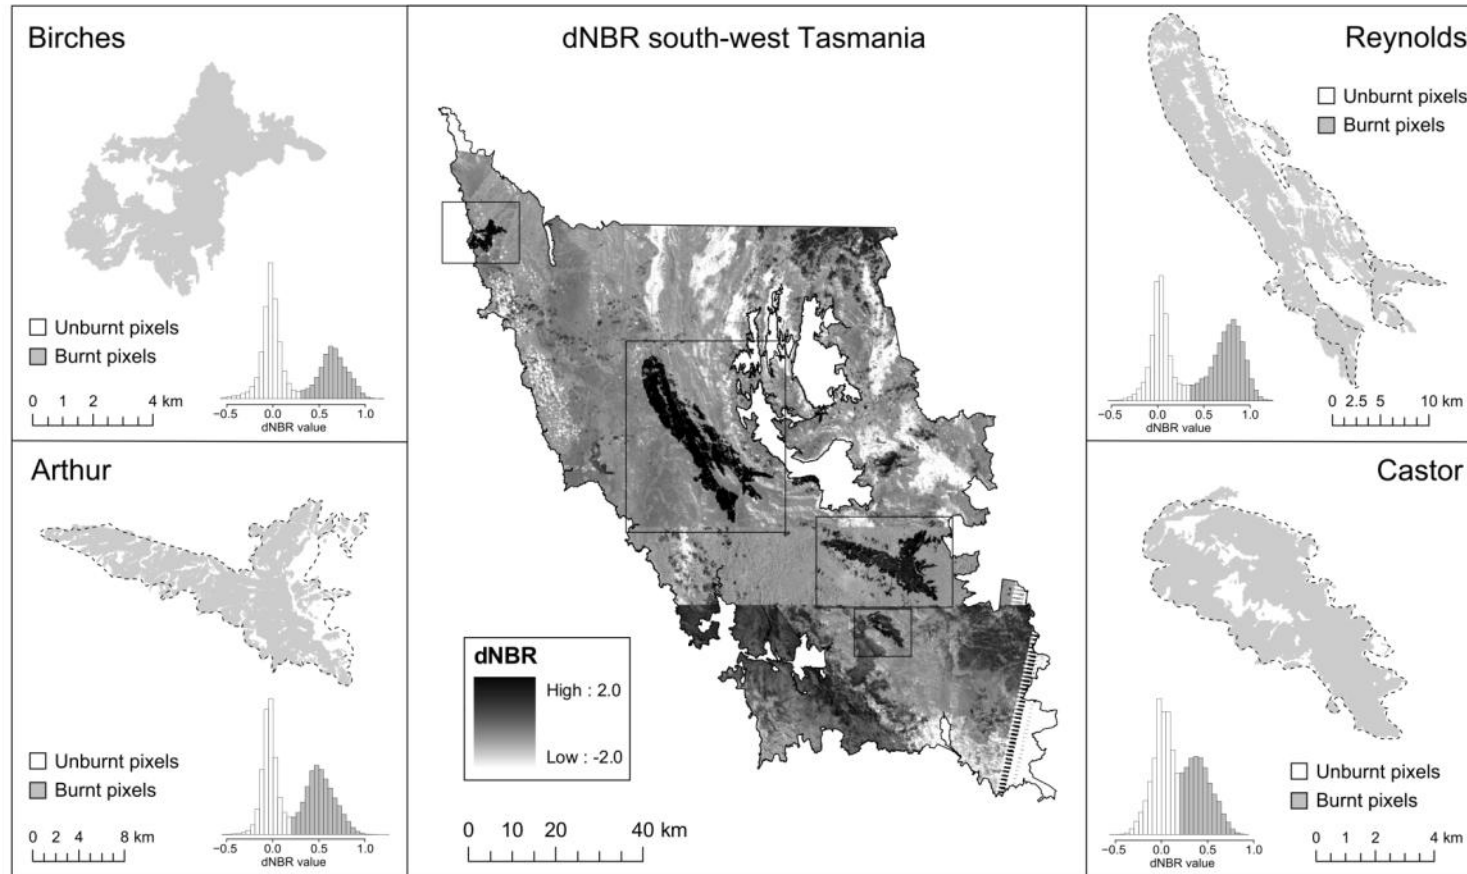 Birches
Unburnt pixels
Burnt pixels
0 1 2 4 km
−0.5 0.0 0.5 1.0
dNBR value
Arthur
Unburnt pixels
Burnt pixels
0 2 4 8 km
−0.5 0.0 0.5 1.0
dNBR value
dNBR south-west Tasmania
dNBR
High : 2.0
Low : -2.0
0 10 20 40 km
Reynolds
Unburnt pixels
Burnt pixels
−0.5 0.0 0.5 1.0
dNBR value
0 2.5 5 10 km
Castor
Unburnt pixels
Burnt pixels
−0.5 0.0 0.5 1.0
dNBR value
0 1 2 4 km